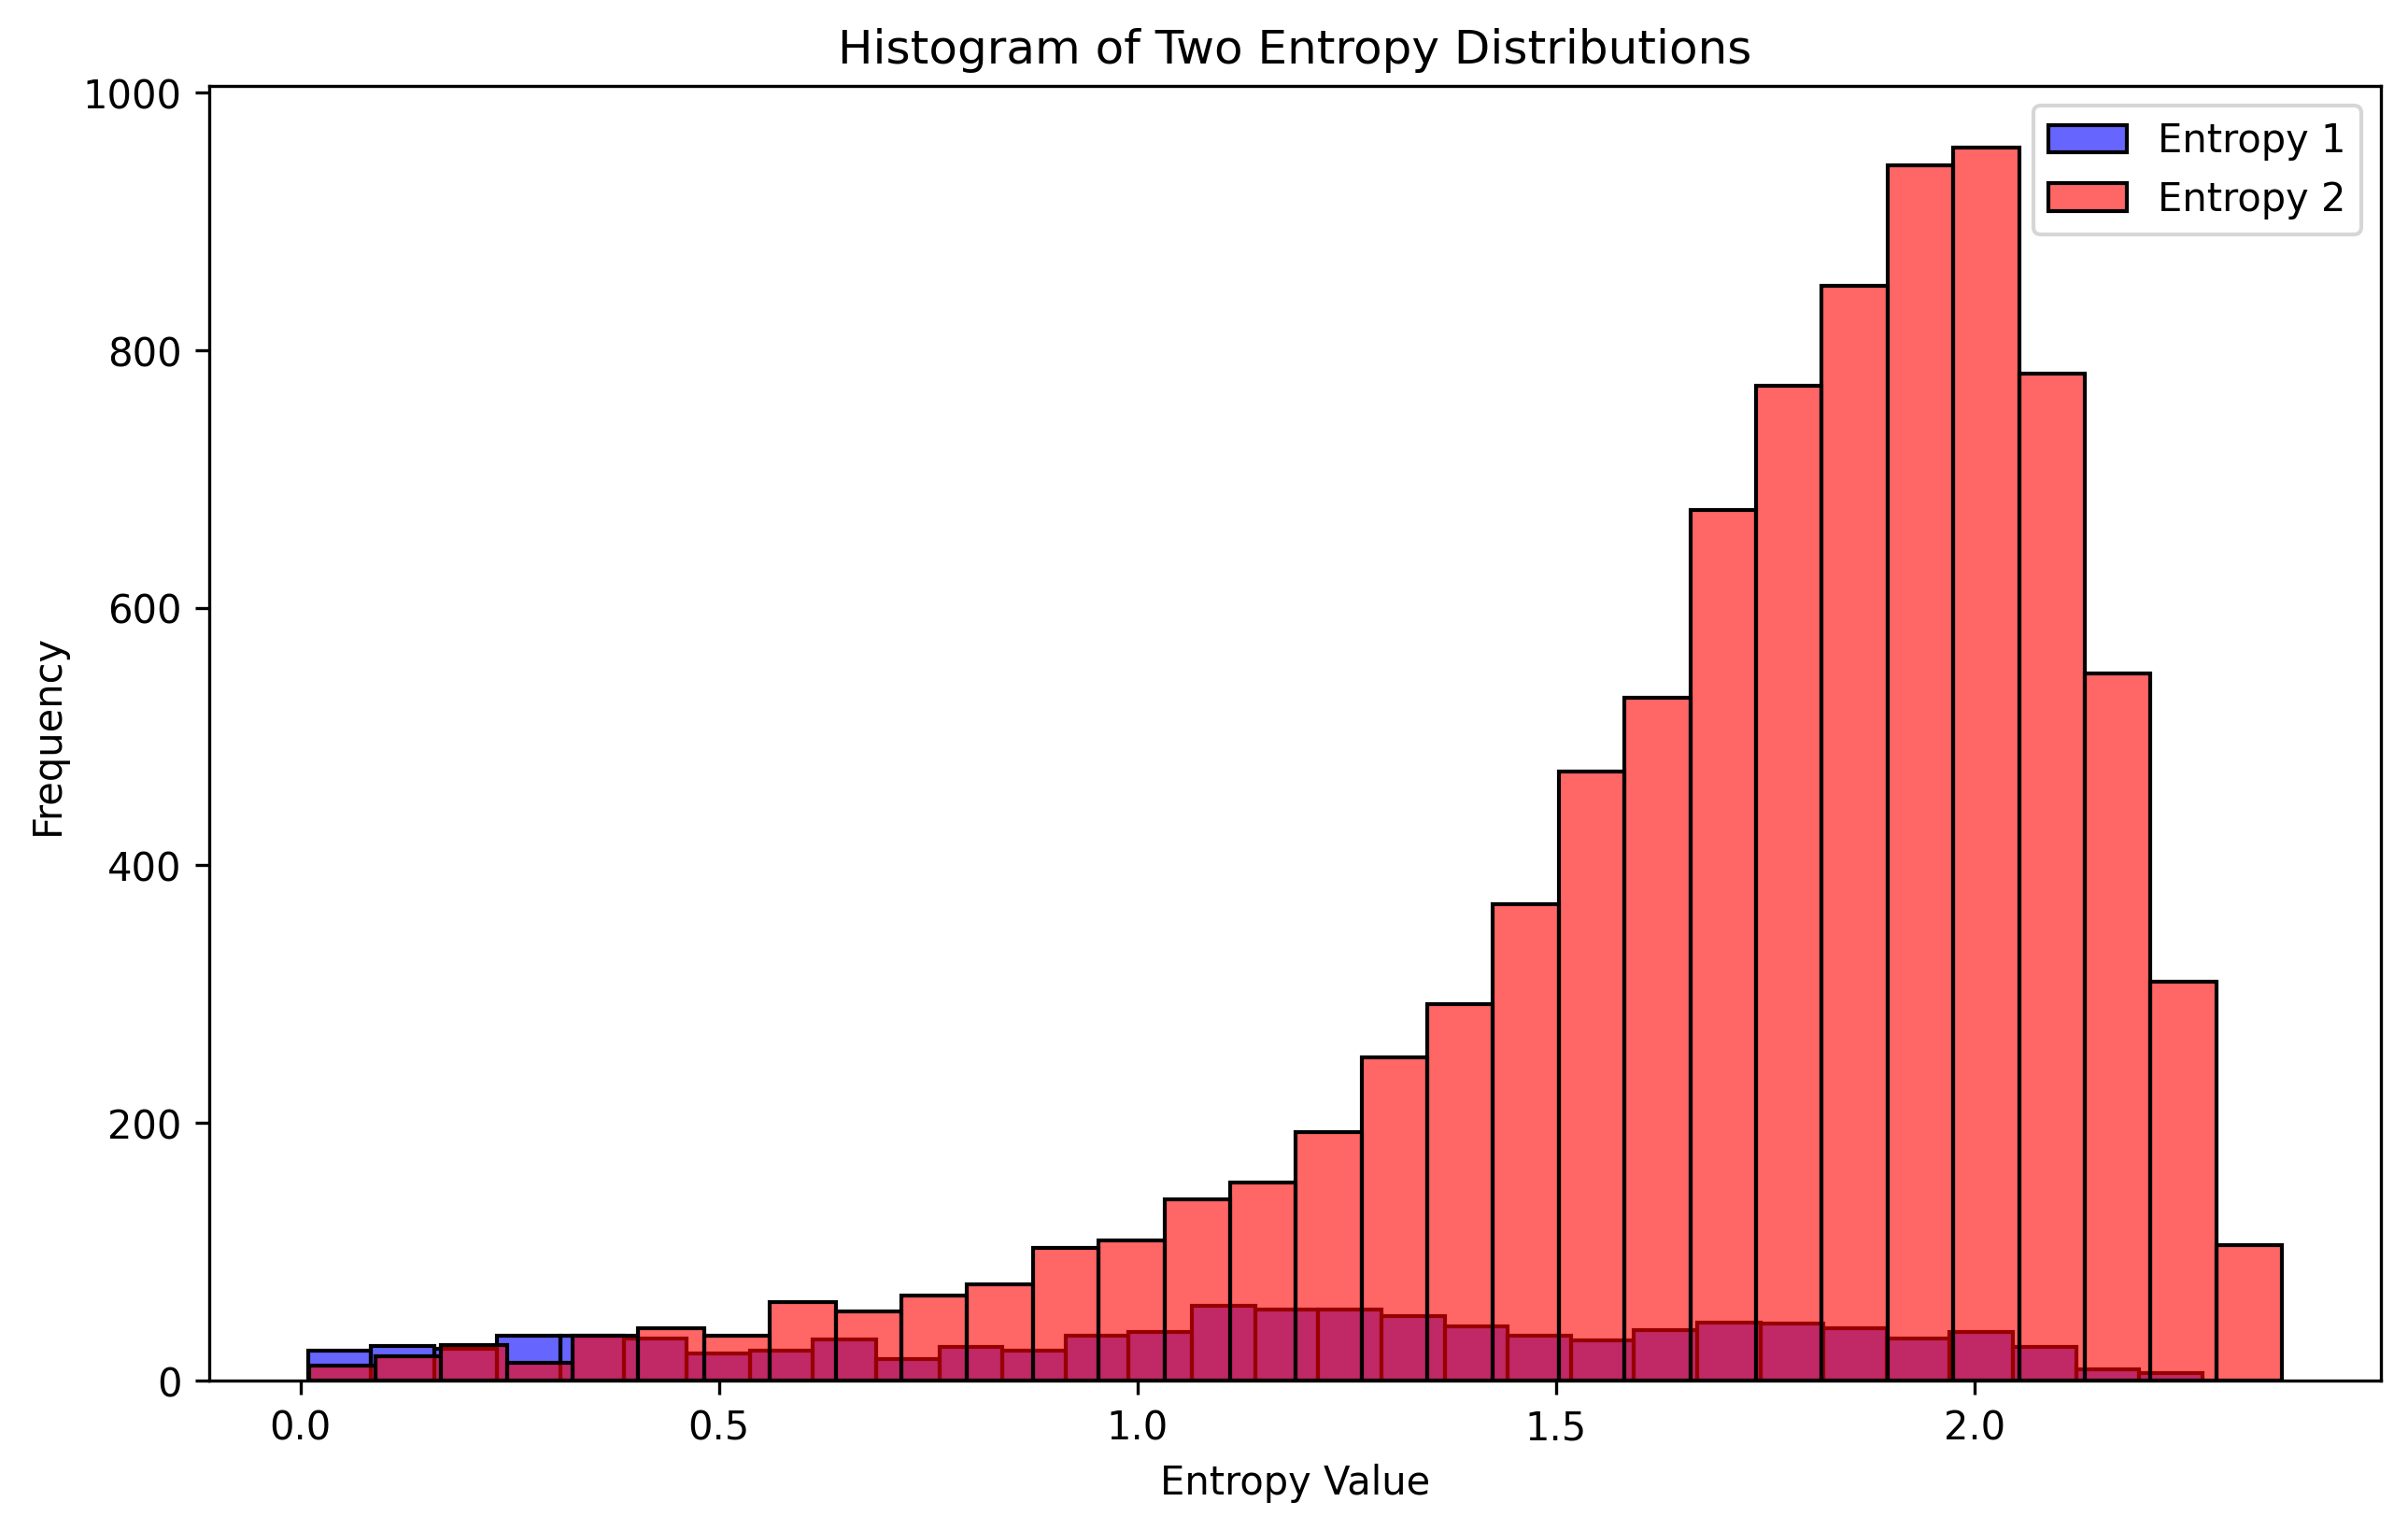 Histogram of Two Entropy Distributions
1000
800
600
400
200
0
Frequency
Entropy 1
Entropy 2
0.0 0.5 1.0 1.5 2.0
Entropy Value